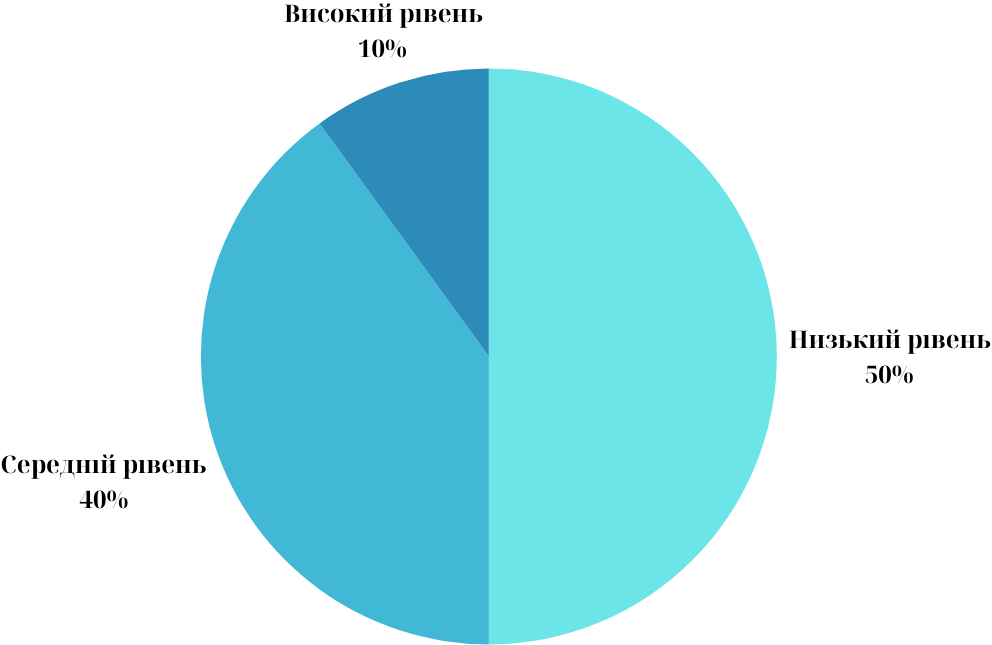 Високий рівень
10%
Низький рівень
50%
Середній рівень
40%